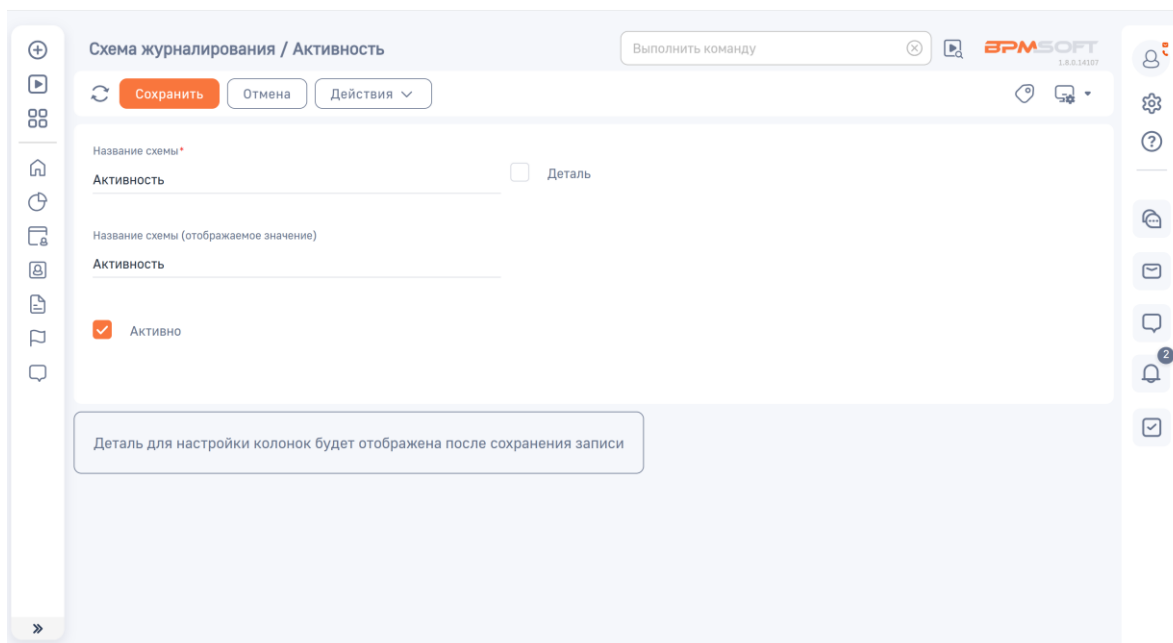 Схема журналирования / Активность
Выполнить команду
BPMSOFT
1.8.0.14107
Сохранить
Отмена
Действия
Название схемы*
Активность
Деталь
Название схемы (отображаемое значение)
Активность
Активно
2
Деталь для настройки колонок будет отображена после сохранения записи